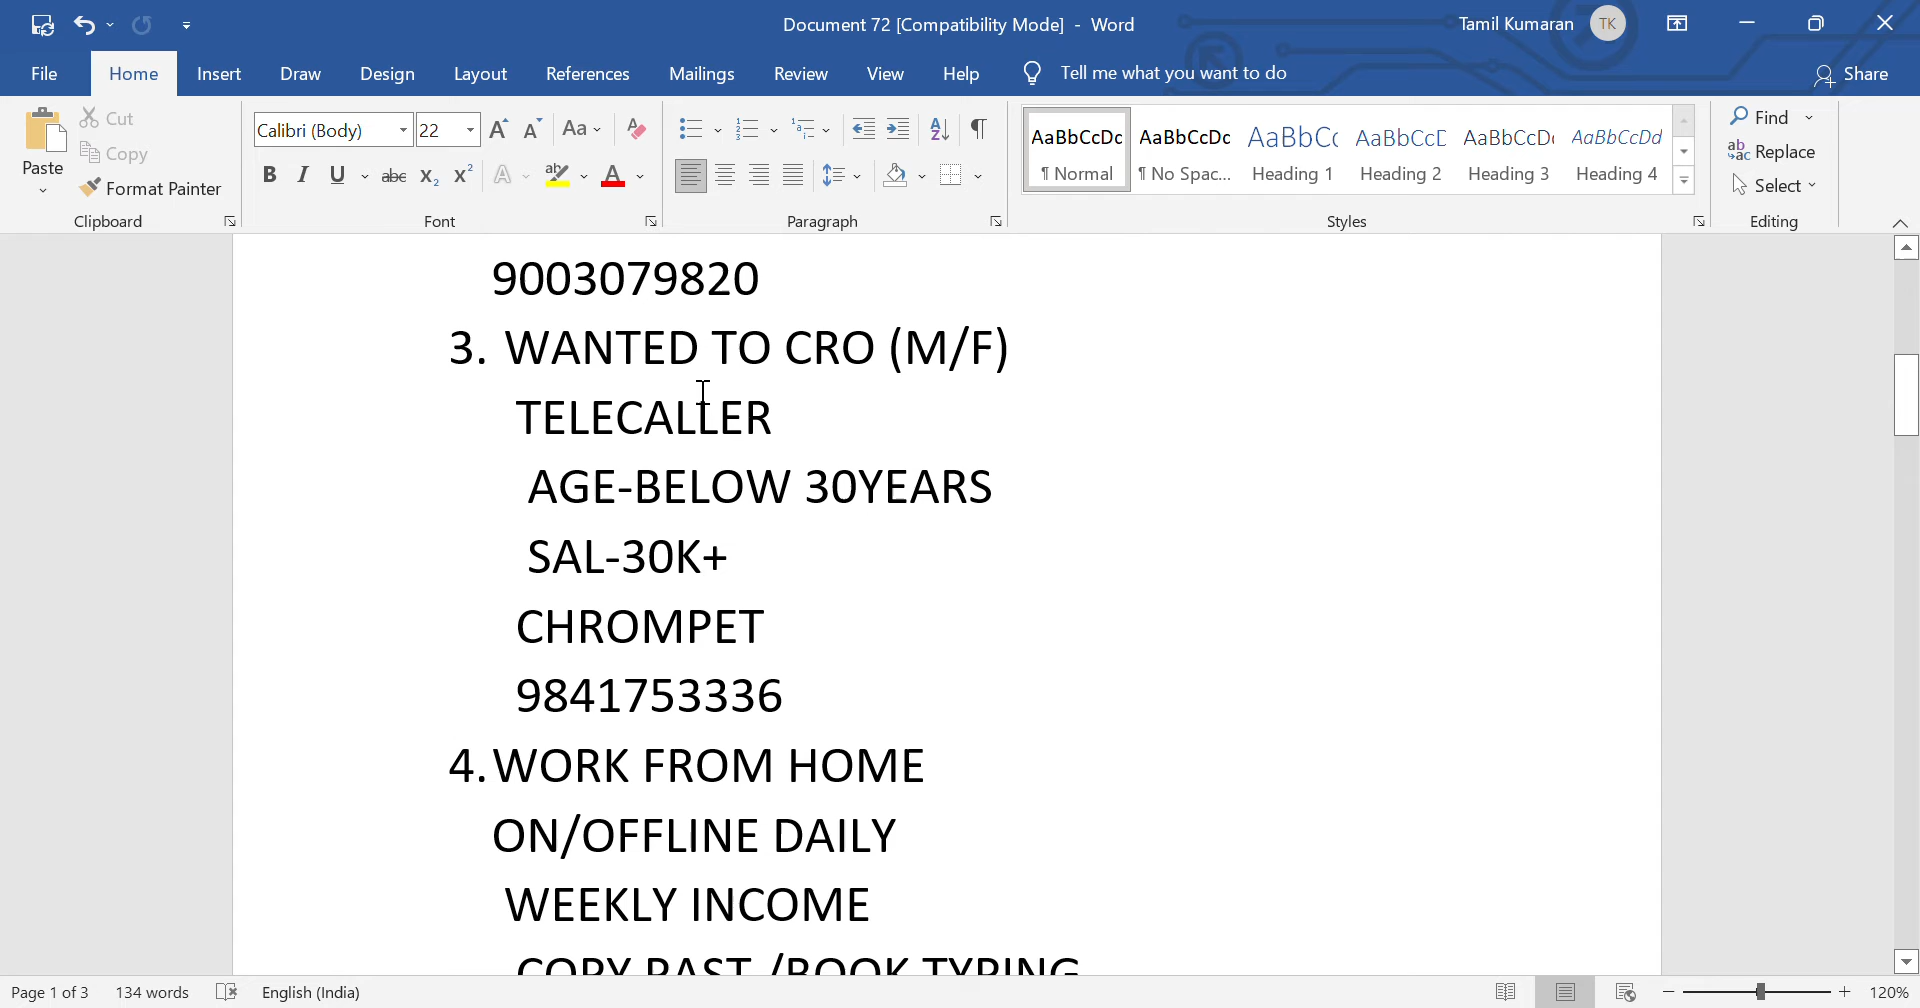 Document 72 [Compatibility Mode] - Word
Tamil Kumaran TK
File Home Insert Draw Design Layout References Mailings Review View Help Tell me what you want to do Share
Paste
Cut
Copy
Format Painter
Clipboard
Calibri (Body) 22
Font
Paragraph
AaBbCcDc AaBbCcDc AaBbCc AaBbCcD AaBbCcDc AaBbCcDd
¶ Normal ¶ No Spac... Heading 1 Heading 2 Heading 3 Heading 4
Styles
Find
Replace
Select
Editing
9003079820
3. WANTED TO CRO (M/F)
TELECALLER
AGE-BELOW 30YEARS
SAL-30K+
CHROMPET
9841753336
4. WORK FROM HOME
ON/OFFLINE DAILY
WEEKLY INCOME
COPY PAST /BOOK TYPING
Page 1 of 3 134 words English (India) 120%